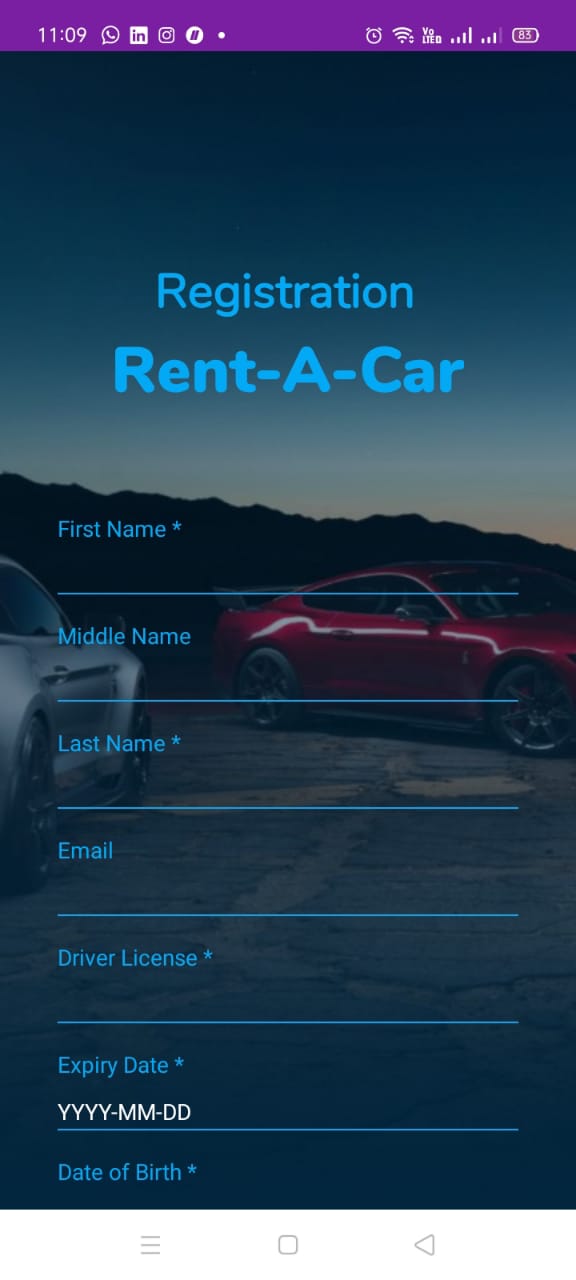 11:09
Vo
LTED
83
Registration
Rent-A-Car
First Name *
Middle Name
Last Name *
Email
Driver License *
Expiry Date *
YYYY-MM-DD
Date of Birth *